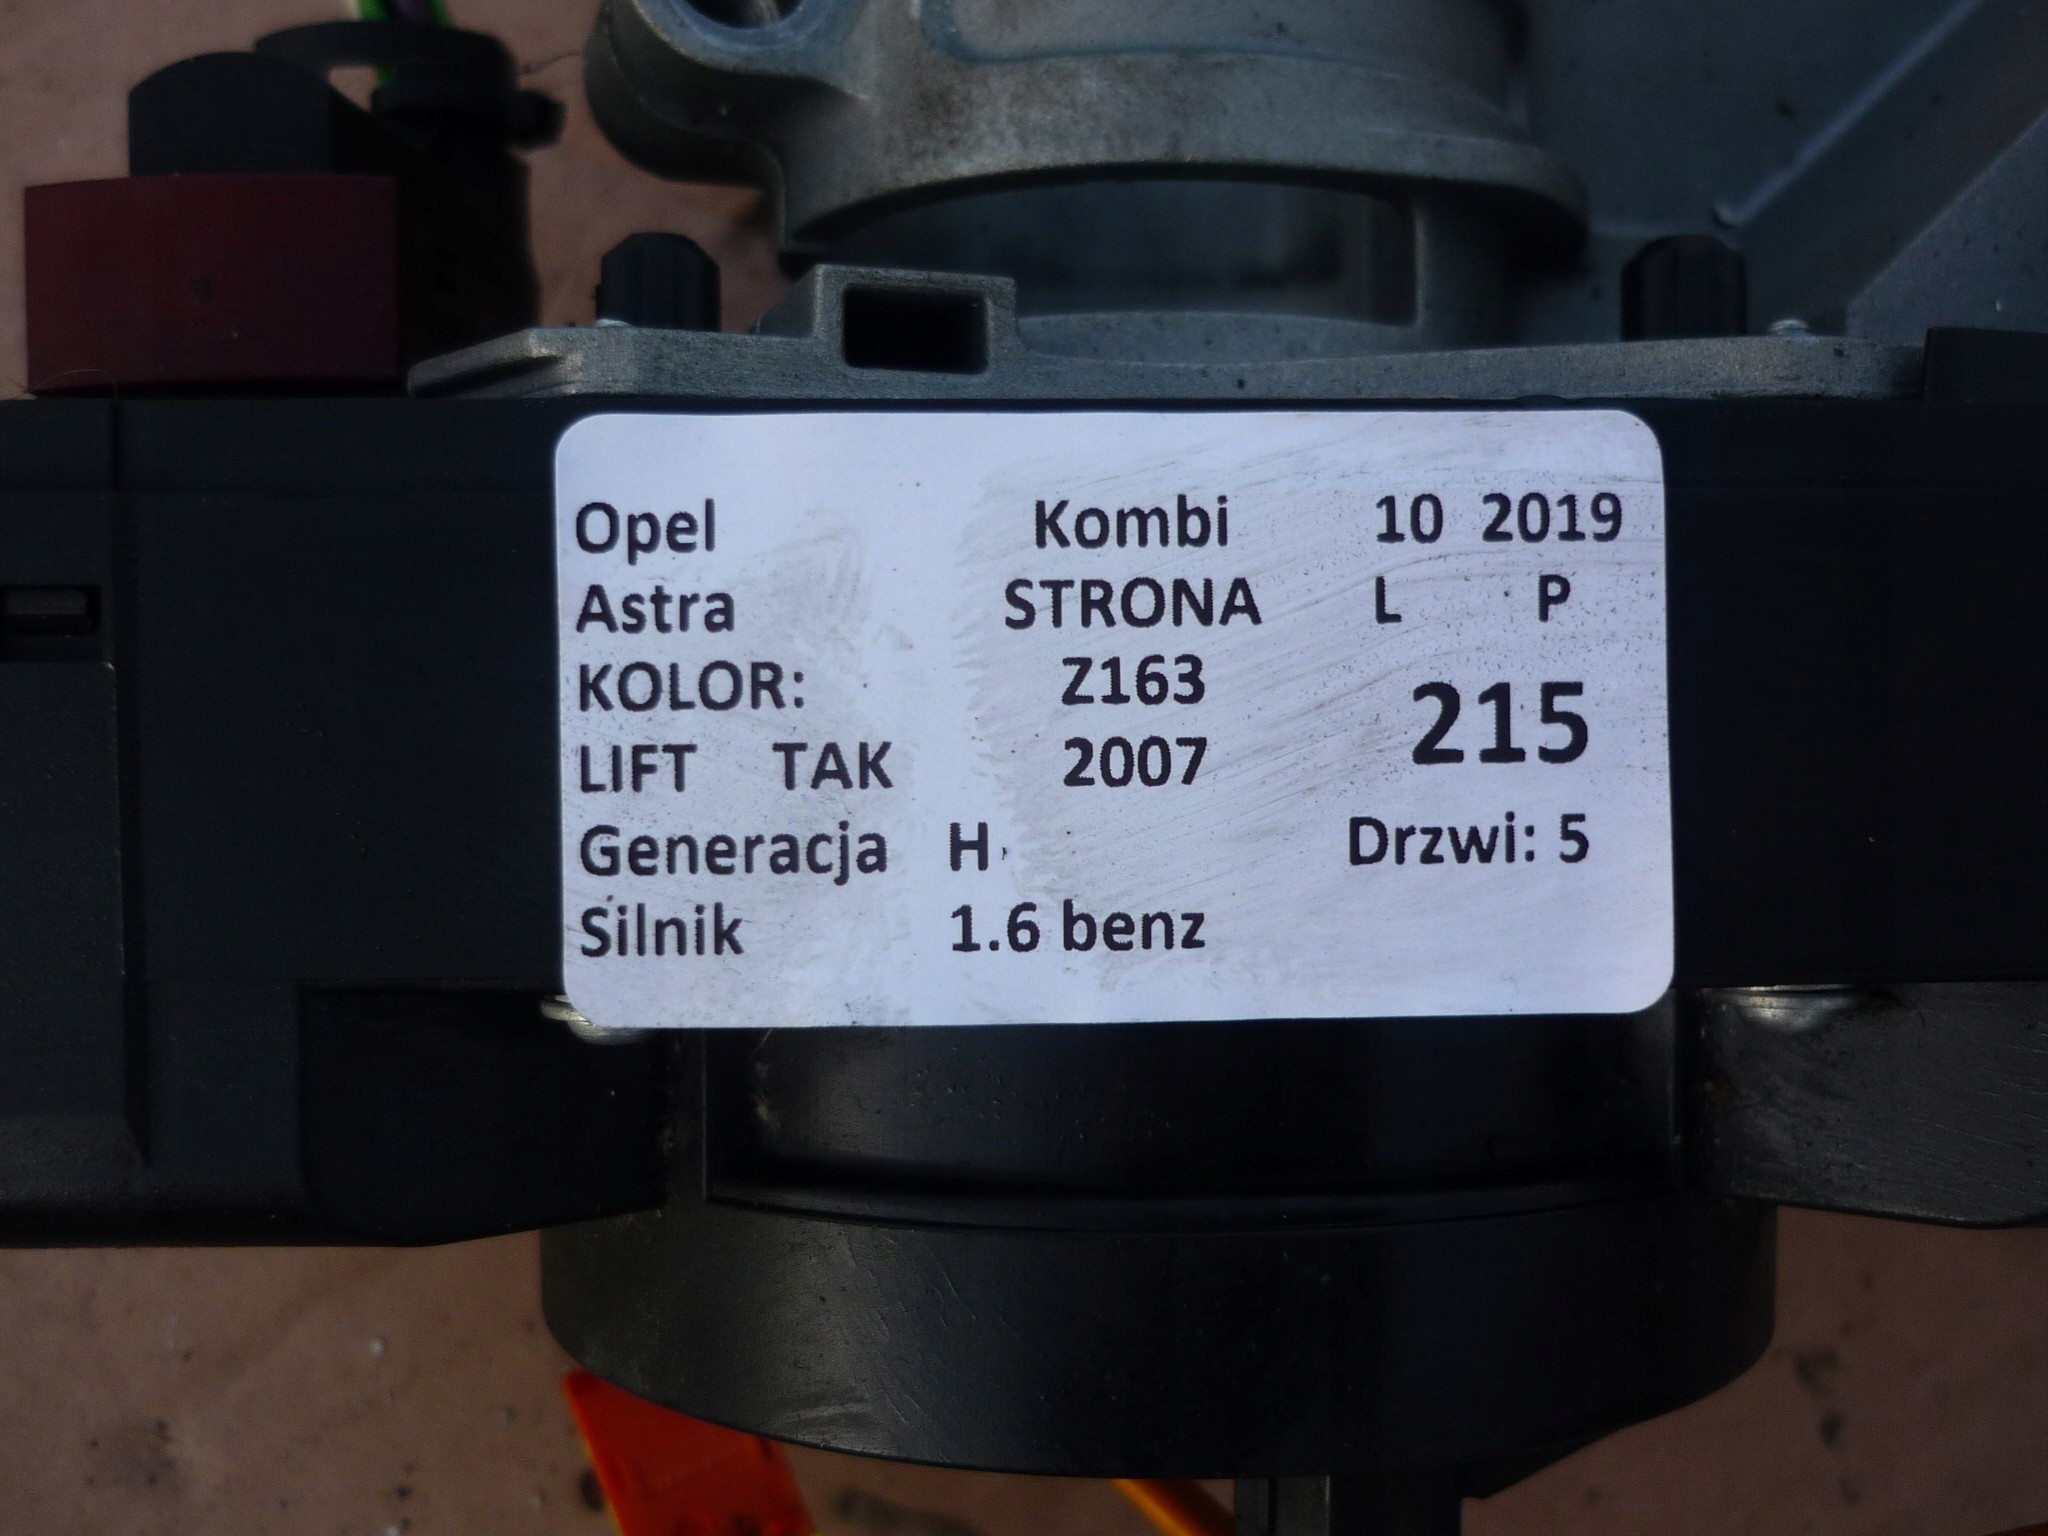 Opel Kombi 10 2019
Astra STRONA L P
KOLOR: Z163
215
LIFT TAK 2007
Generacja H Drzwi: 5
Silnik 1.6 benz